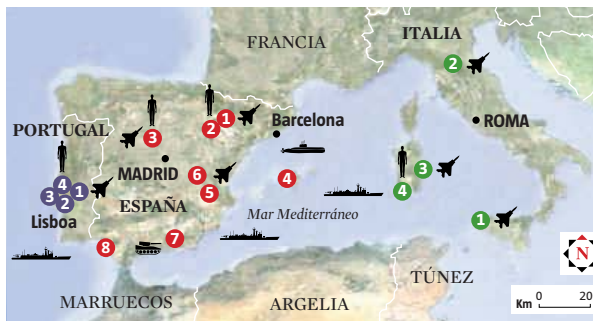 FRANCIA
ITALIA
2
PORTUGAL
3
2
1
Barcelona
ROMA
MADRID
6
5
4
3
4
4
3
1
2
Lisboa
ESPAÑA
Mar Mediterráneo
1
8
7
N
MARRUECOS
ARGELIA
TÚNEZ
Km
0
20